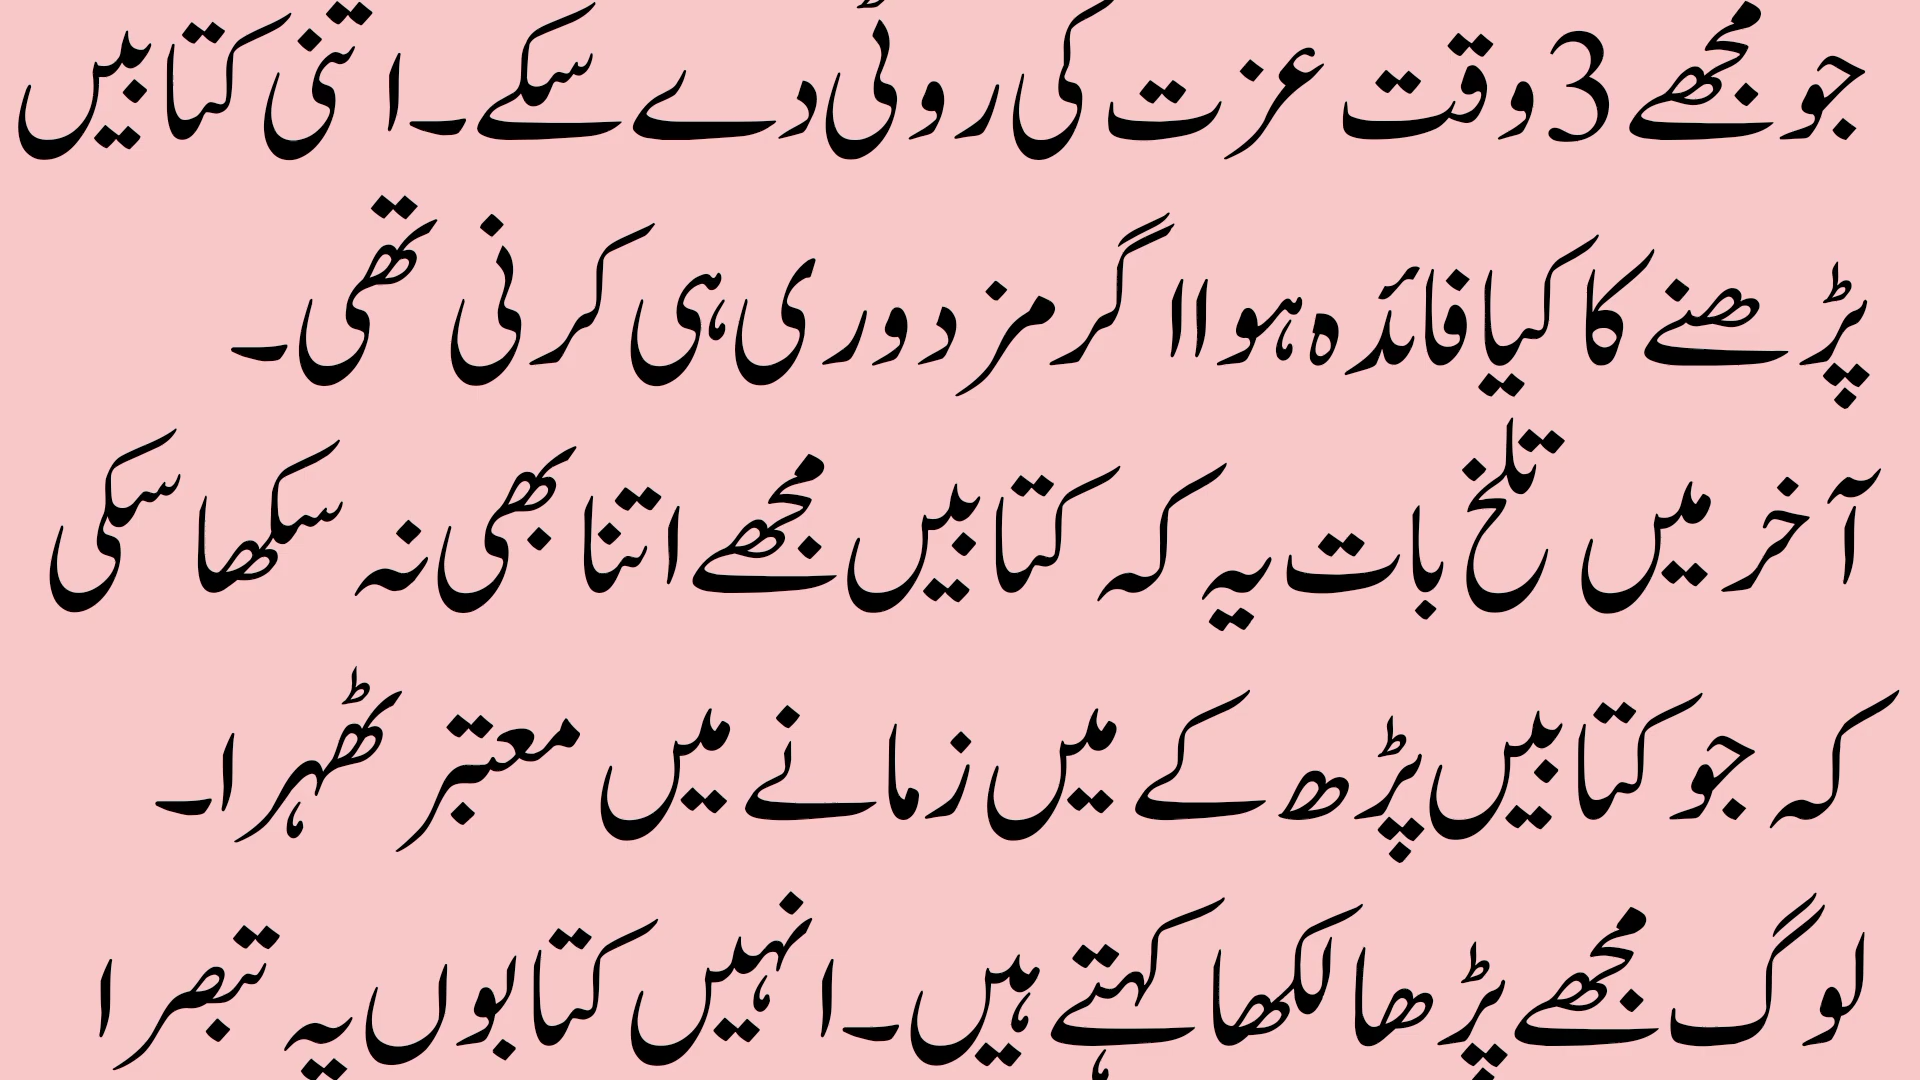 جو مجھے 3 وقت عزت کی روٹی دے سکے۔ اتنی کتابیں
پڑھنے کا کیا فائدہ ہوا اگر مزدوری ہی کرنی تھی۔
آخر میں تلخ بات یہ کہ کتابیں مجھے اتنا بھی نہ سکھا سکی
کہ جو کتابیں پڑھ کے میں زمانے میں معتبر ٹھہرا۔
لوگ مجھے پڑھا لکھا کہتے ہیں۔ انہیں کتابوں پہ تبصرا